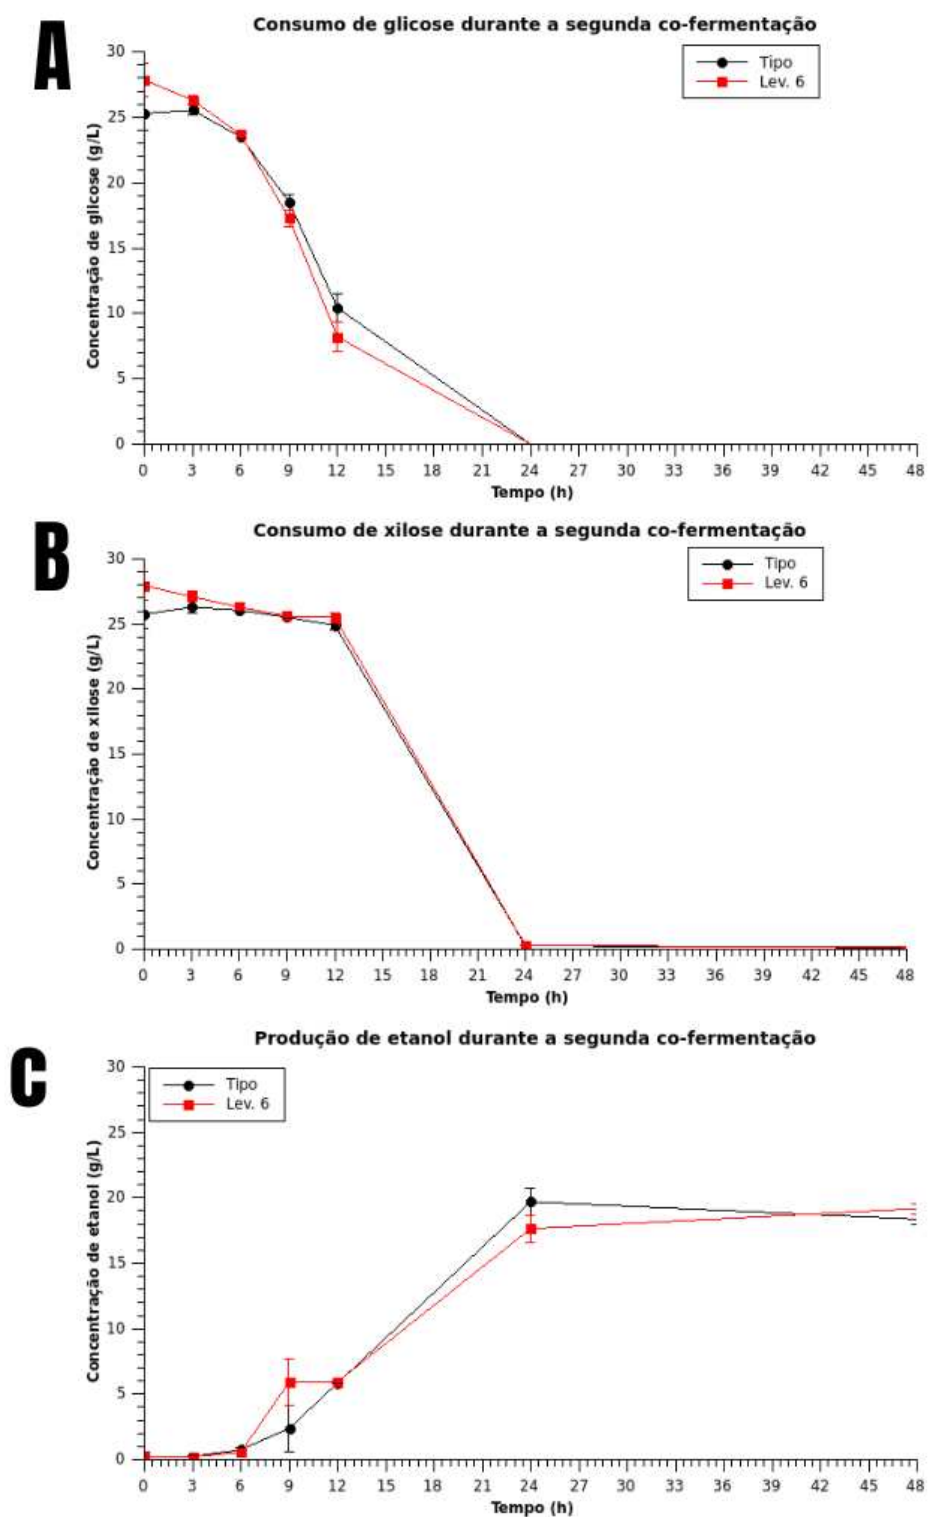 A
Consumo de glicose durante a segunda co-fermentação
Tipo
Lev. 6
Concentração de glicose (g/L)
30
25
20
15
10
5
0
0 3 6 9 12 15 18 21 24 27 30 33 36 39 42 45 48
Tempo (h)
B
Consumo de xilose durante a segunda co-fermentação
Tipo
Lev. 6
Concentração de xilose (g/L)
30
25
20
15
10
5
0
0 3 6 9 12 15 18 21 24 27 30 33 36 39 42 45 48
Tempo (h)
C
Produção de etanol durante a segunda co-fermentação
Tipo
Lev. 6
Concentração de etanol (g/L)
30
25
20
15
10
5
0
0 3 6 9 12 15 18 21 24 27 30 33 36 39 42 45 48
Tempo (h)